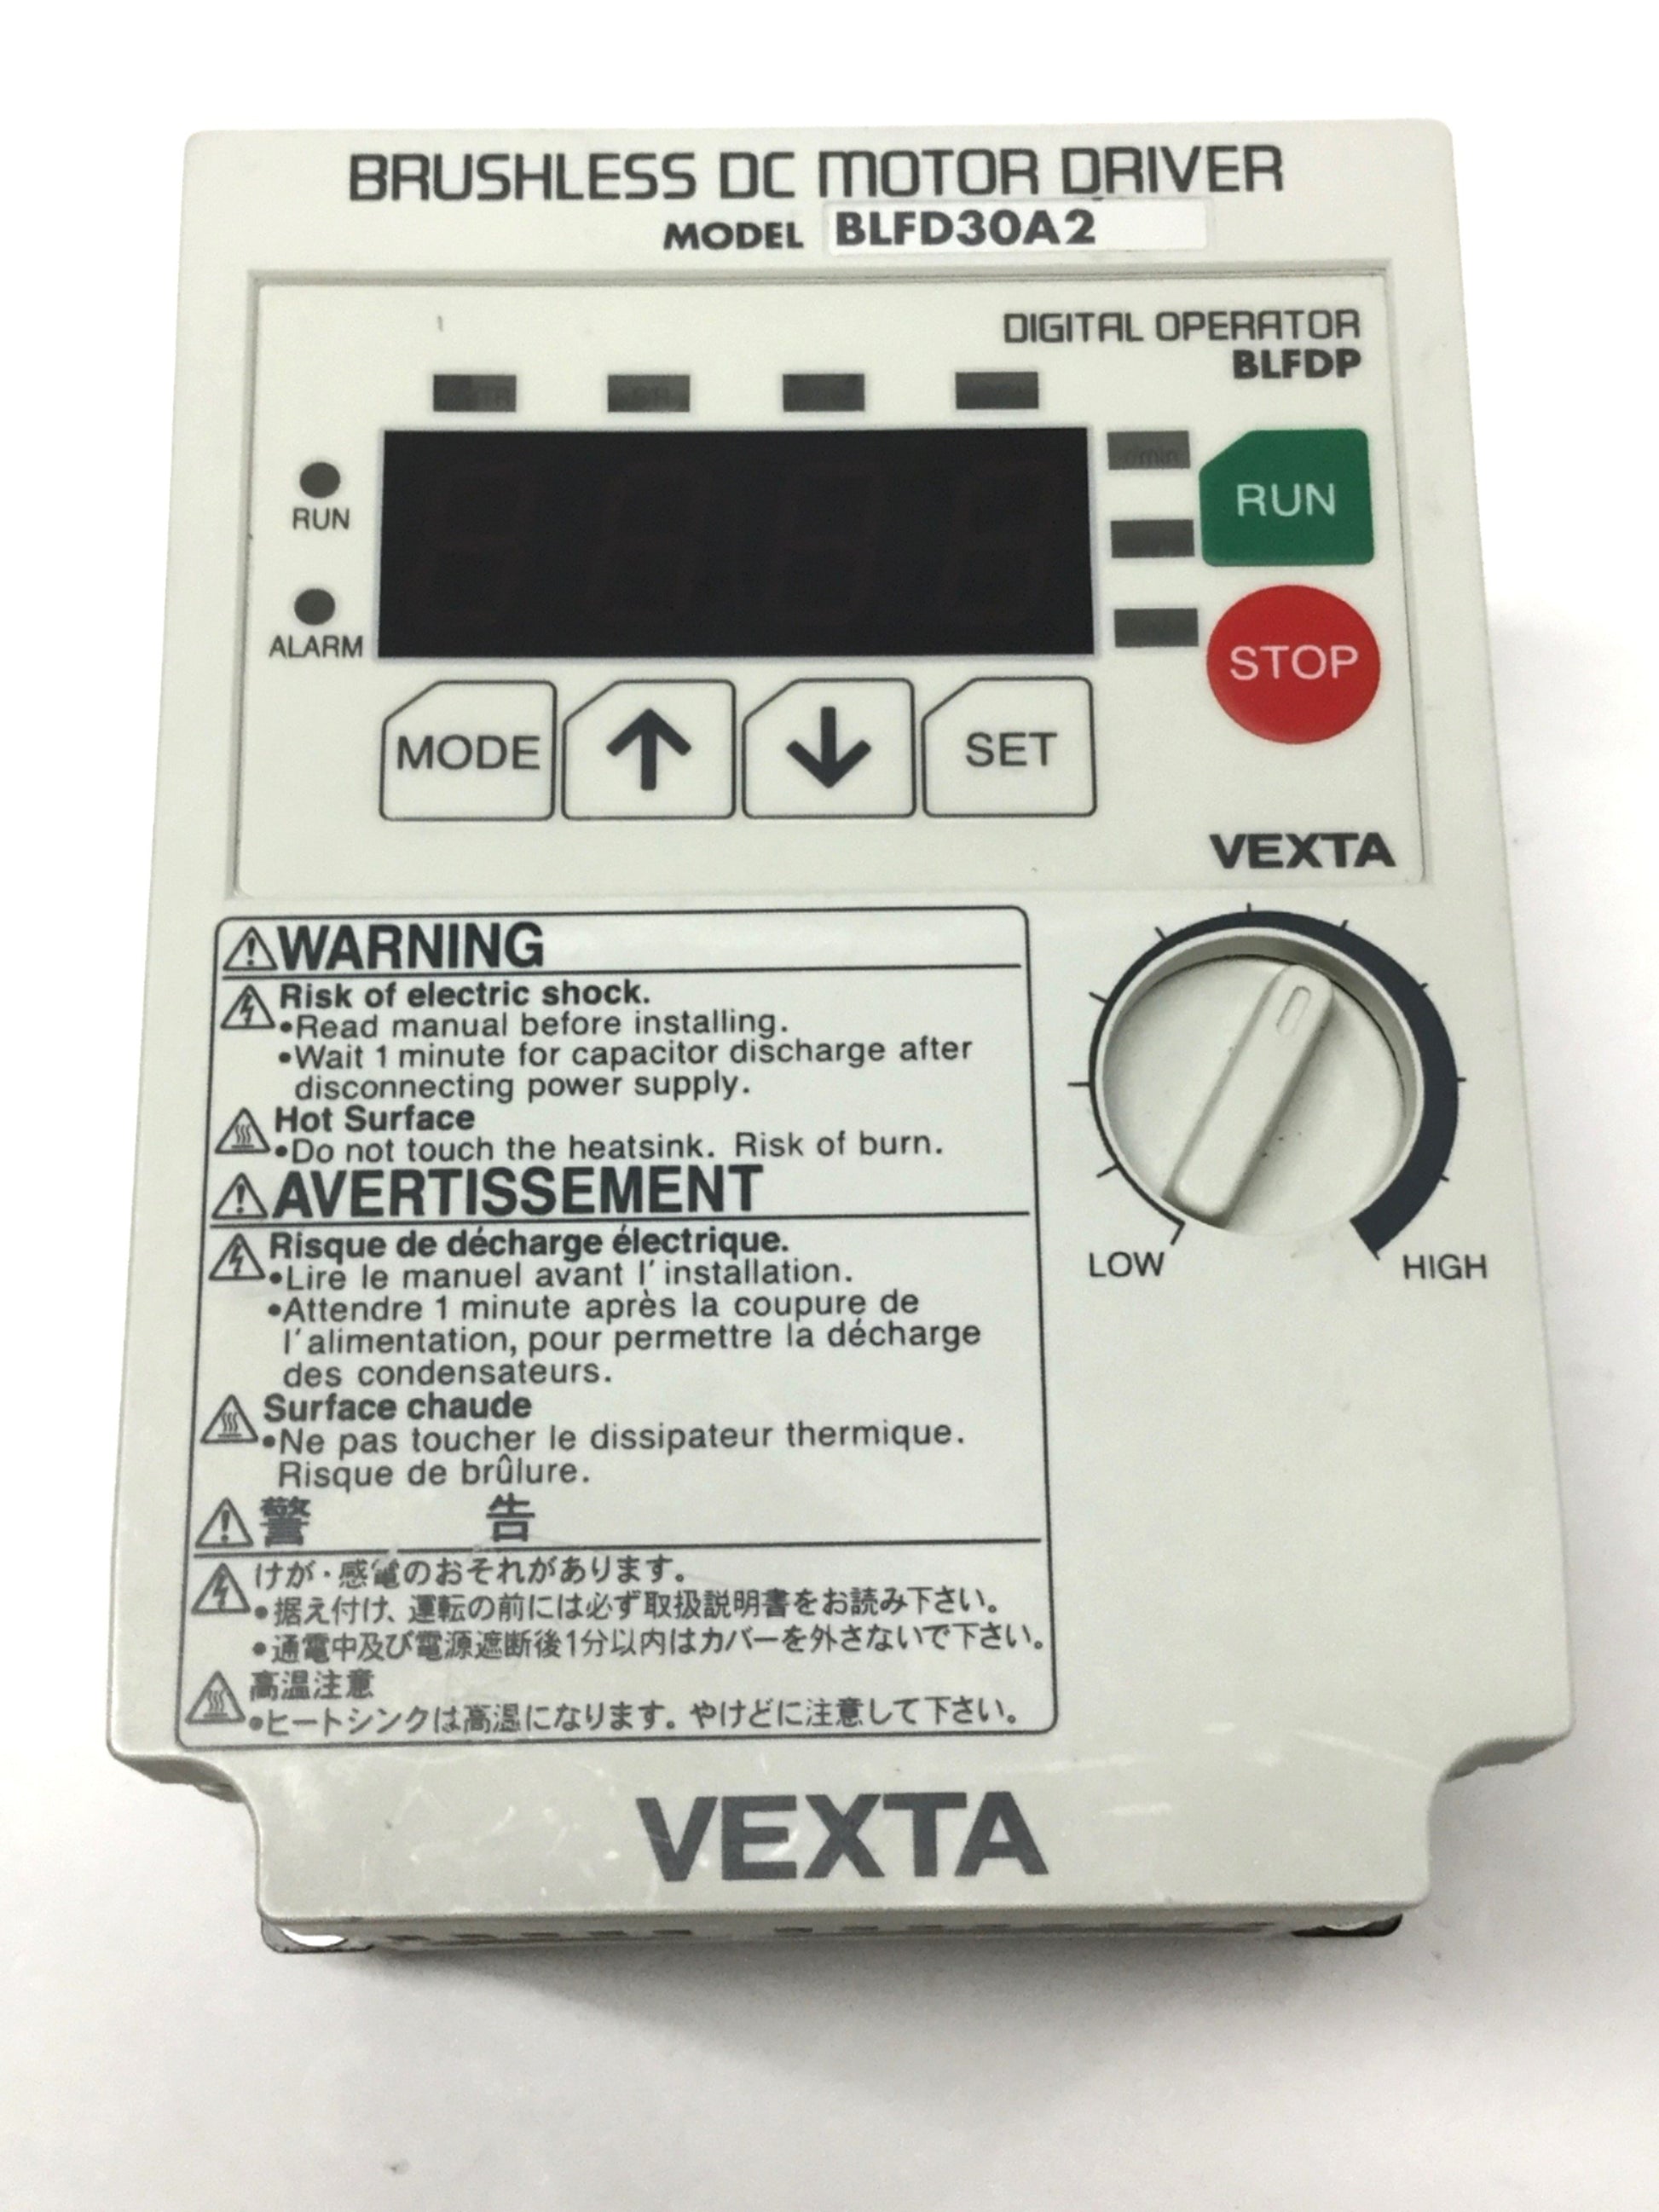 BRUSHLESS DC MOTOR DRIVER
MODEL BLFD30A2
DIGITAL OPERATOR
BLFDP
r/min
RUN
RUN
ALARM
STOP
MODE
SET
VEXTA
WARNING
Risk of electric shock.
•Read manual before installing.
•Wait 1 minute for capacitor discharge after
disconnecting power supply.
Hot Surface
•Do not touch the heatsink. Risk of burn.
AVERTISSEMENT
Risque de décharge électrique.
•Lire le manuel avant l'installation.
•Attendre 1 minute après la coupure de
l'alimentation, pour permettre la décharge
des condensateurs.
Surface chaude
•Ne pas toucher le dissipateur thermique.
Risque de brûlure.
警 告
けが・感電のおそれがあります。
•据え付け、運転の前には必ず取扱説明書をお読み下さい。
•通電中及び電源遮断後1分以内はカバーを外さないで下さい。
高温注意
•ヒートシンクは高温になります。やけどに注意して下さい。
LOW
HIGH
VEXTA